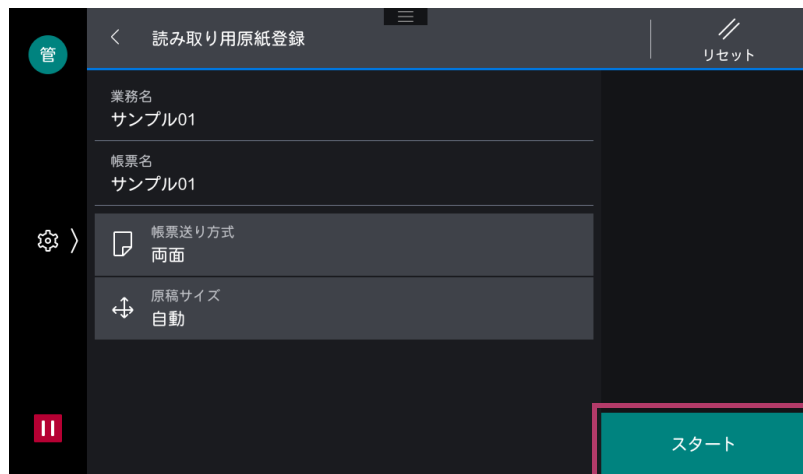 管
読み取り用原紙登録
リセット
業務名
サンプル01
帳票名
サンプル01
帳票送り方式
両面
原稿サイズ
自動
スタート